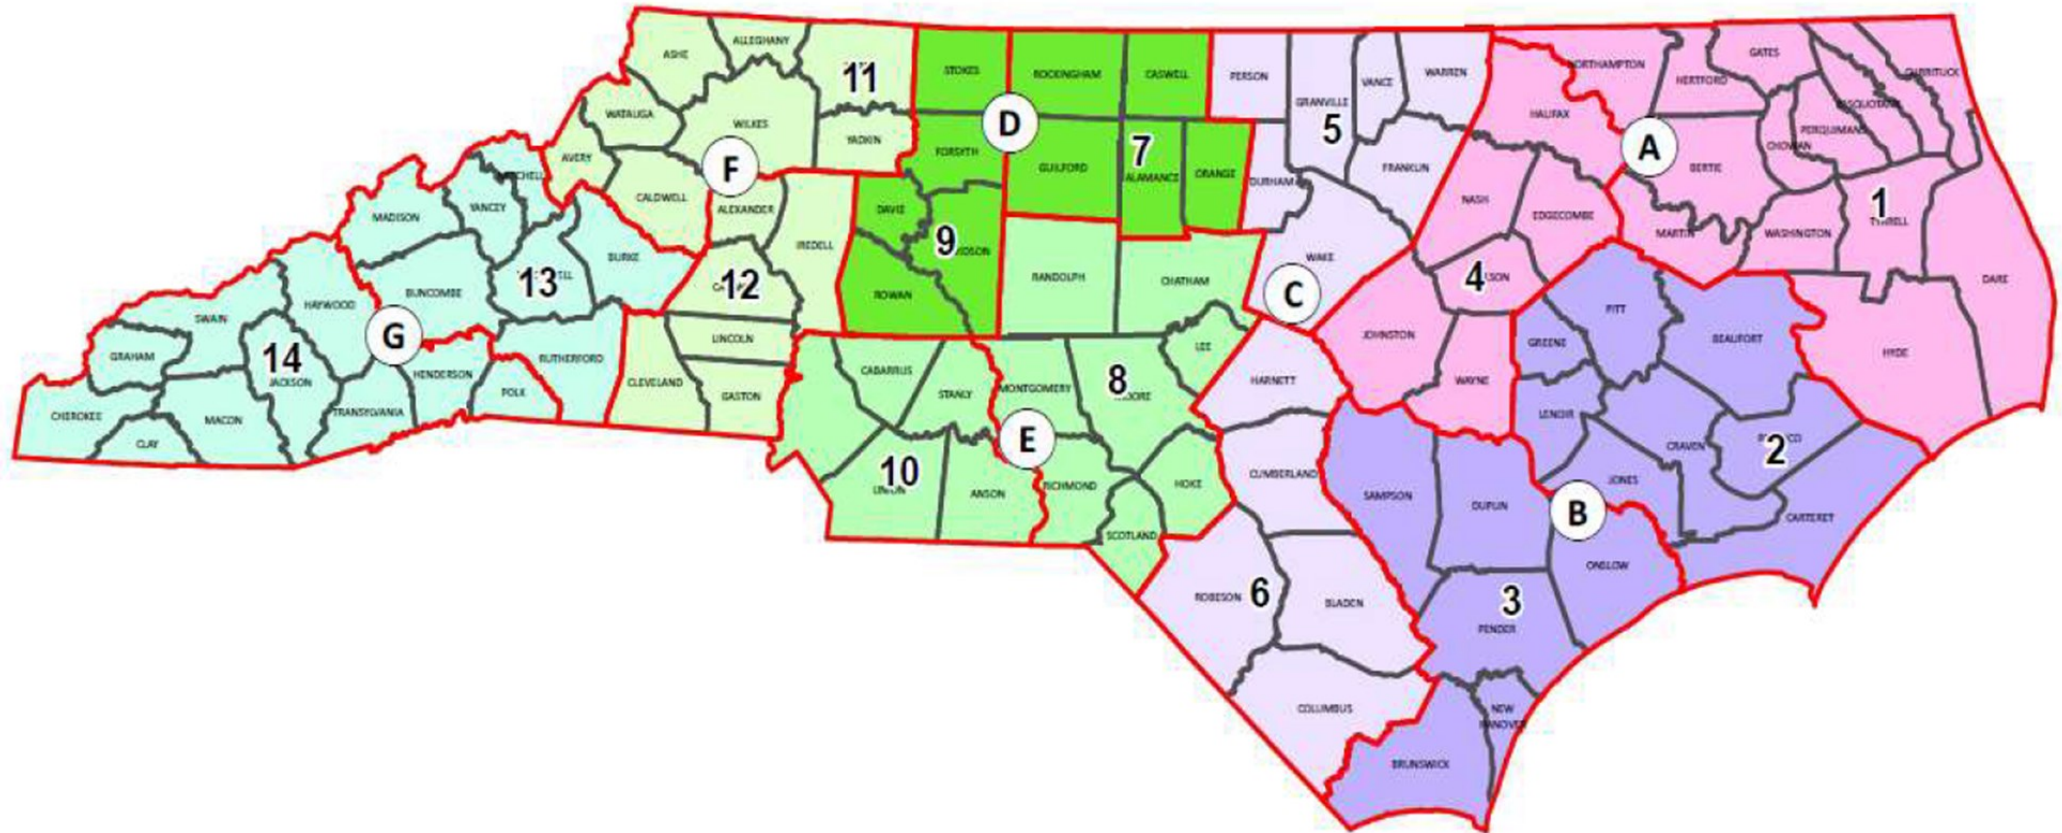 ASHE
ALLEGHANY
11
WATAUGA
WILKES
YADKIN
AVERY
F
CALDWELL
ALEXANDER
IREDELL
12
LINCOLN
CLEVELAND
GASTON
STOKES
ROCKINGHAM
CASWELL
D
FORSYTH
GUILFORD
7
ALAMANCE
ORANGE
DAVIE
9
ROWAN
PERSON
GRANVILLE
VANCE
WARREN
5
FRANKLIN
DURHAM
WAKE
C
HARNETT
CUMBERLAND
ROBESON
6
BLADEN
COLUMBUS
NORTHAMPTON
GATES
HERTFORD
CURRITUCK
HALIFAX
PASQUOTANK
A
PERQUIMANS
CHOWAN
BERTIE
NASH
EDGECOMBE
MARTIN
WASHINGTON
1
DARE
HYDE
4
JOHNSTON
WAYNE
PITT
BEAUFORT
GREENE
LENOIR
CRAVEN
2
JONES
B
CARTERET
SAMPSON
DUPLIN
ONSLOW
3
PENDER
NEW
HANOVER
BRUNSWICK
RANDOLPH
CHATHAM
LEE
CABARRUS
STANLY
MONTGOMERY
8
E
10
ANSON
RICHMOND
HOKE
SCOTLAND
MADISON
YANCEY
BURKE
BUNCOMBE
13
HAYWOOD
SWAIN
GRAHAM
G
14
JACKSON
RUTHERFORD
HENDERSON
POLK
TRANSYLVANIA
MACON
CHEROKEE
CLAY